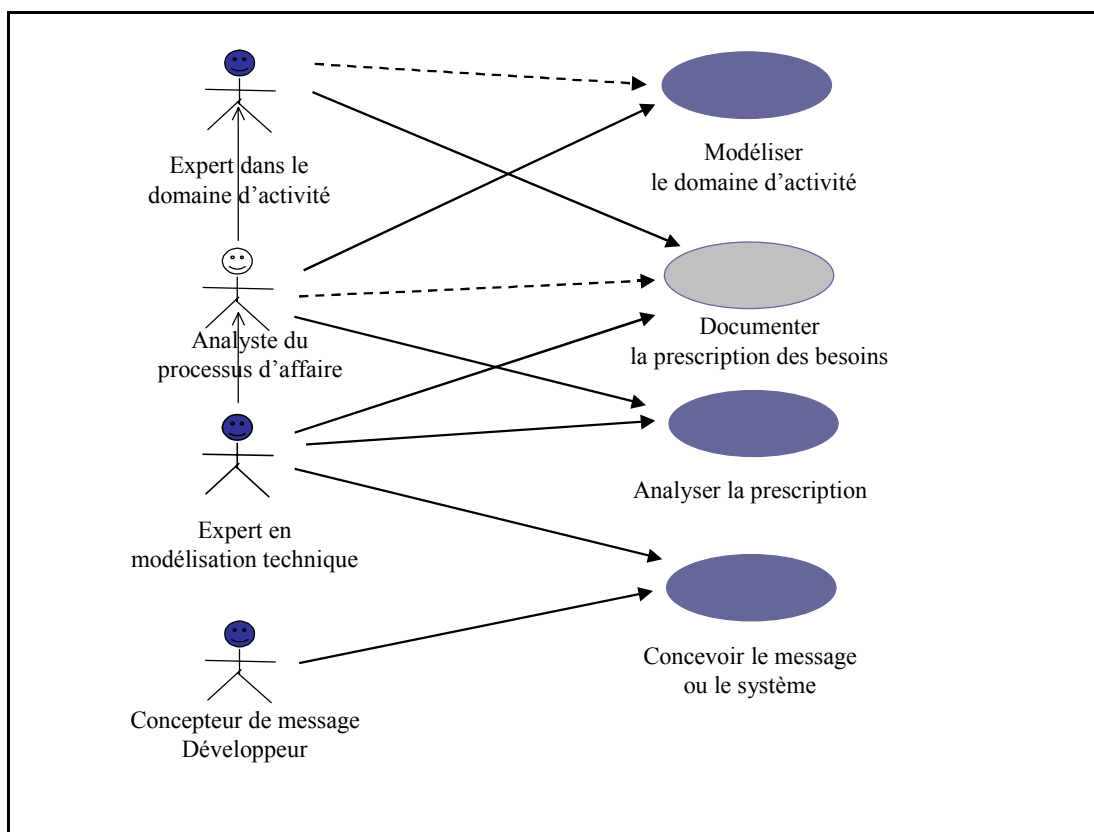 Expert dans le
domaine d’activité
Modéliser
le domaine d’activité
Analyste du
processus d’affaire
Documenter
la prescription des besoins
Expert en
modélisation technique
Analyser la prescription
Concepteur de message
Développeur
Concevoir le message
ou le système